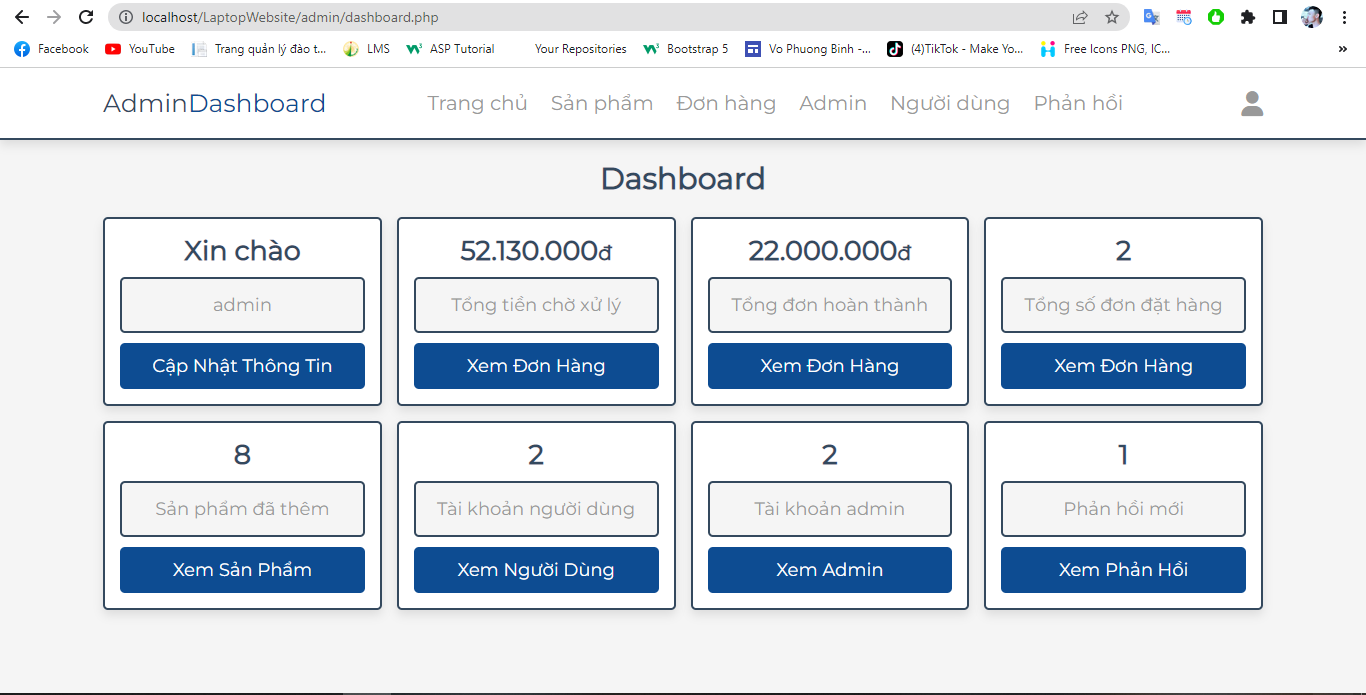 localhost/LaptopWebsite/admin/dashboard.php
Facebook YouTube Trang quản lý đào t... LMS ASP Tutorial Your Repositories Bootstrap 5 Vo Phuong Binh -... (4)TikTok - Make Yo... Free Icons PNG, IC... »
AdminDashboard Trang chủ Sản phẩm Đơn hàng Admin Người dùng Phản hồi
Dashboard
Xin chào 52.130.000đ 22.000.000đ 2
admin Tổng tiền chờ xử lý Tổng đơn hoàn thành Tổng số đơn đặt hàng
Cập Nhật Thông Tin Xem Đơn Hàng Xem Đơn Hàng Xem Đơn Hàng
8 2 2 1
Sản phẩm đã thêm Tài khoản người dùng Tài khoản admin Phản hồi mới
Xem Sản Phẩm Xem Người Dùng Xem Admin Xem Phản Hồi